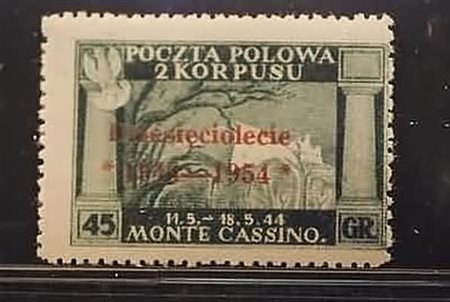 POCZTA POLOWA
2 KORPUSU
Dziesięciolecie
* 1944—1954 *
11.5.— 18.5.44
45 GR.
MONTE CASSINO.